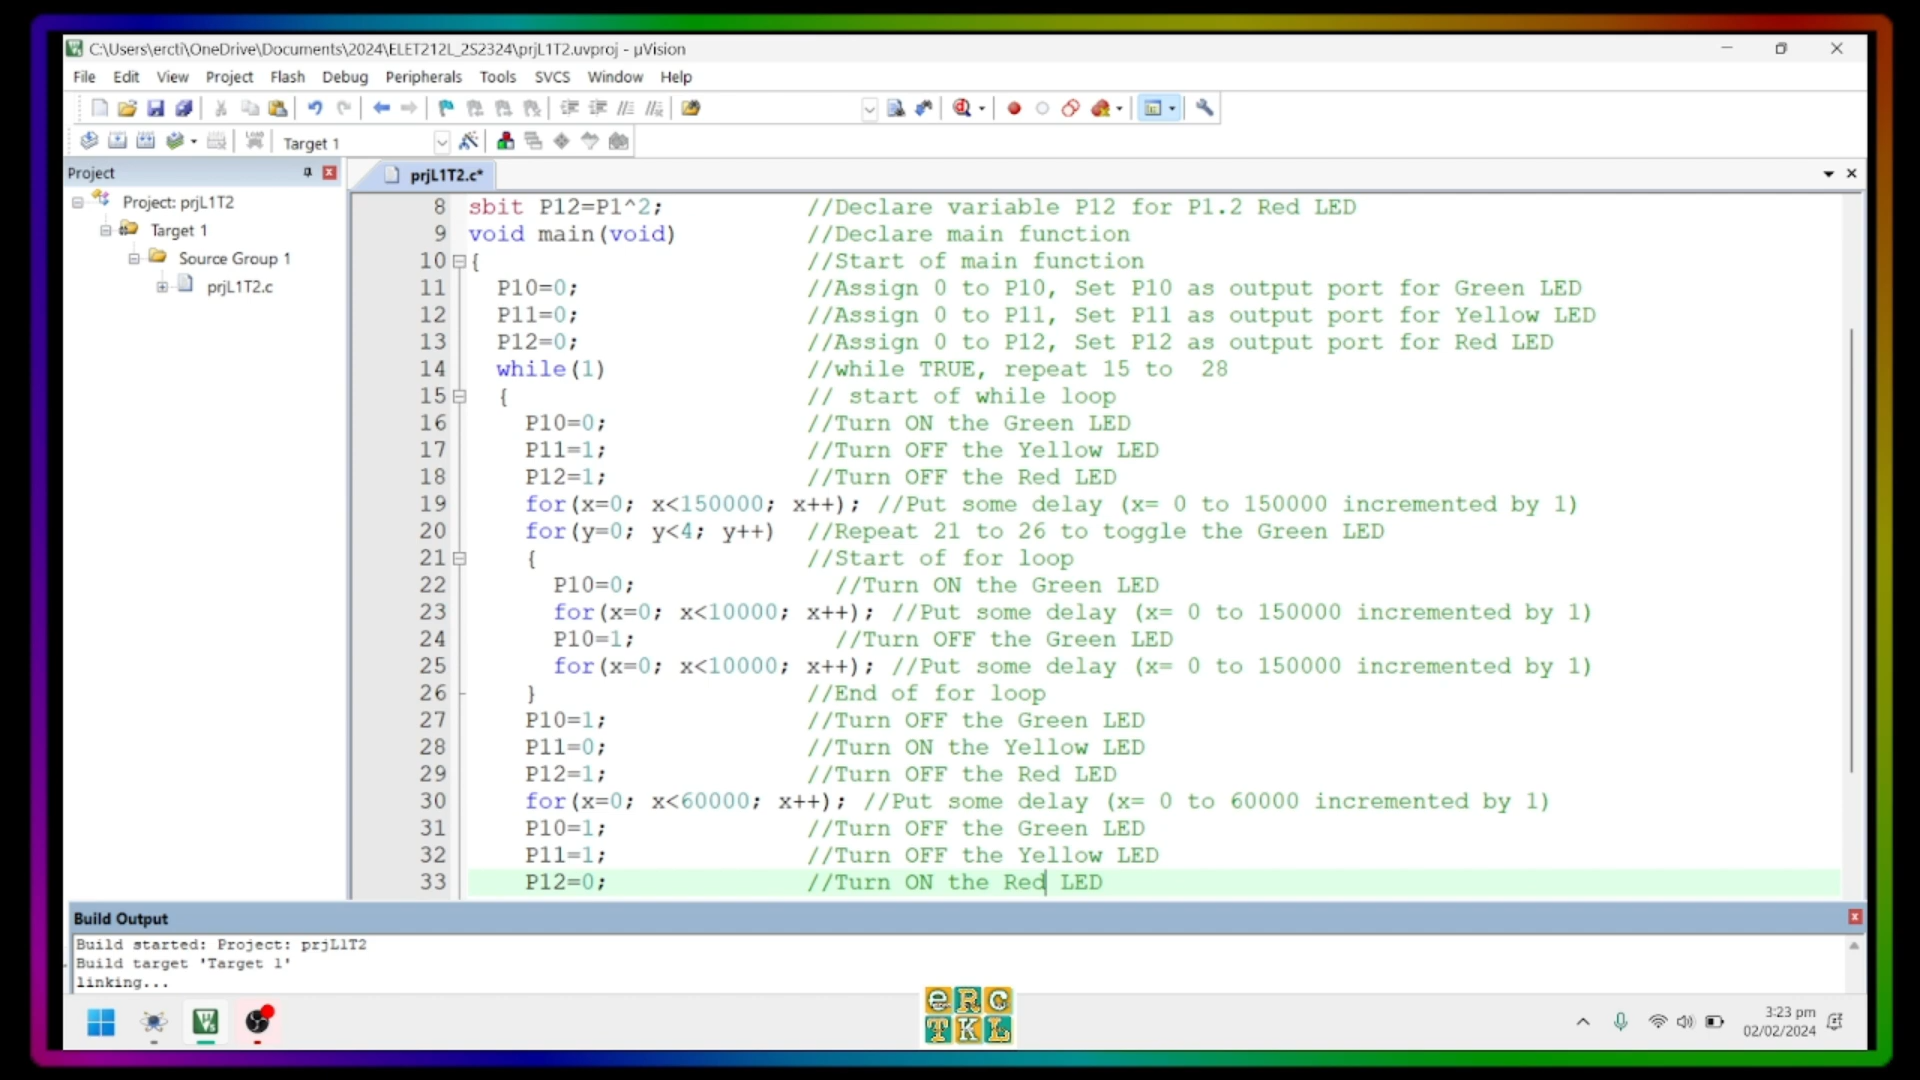 C:\Users\ercti\OneDrive\Documents\2024\ELET212L_2S2324\prjL1T2.uvproj - µVision
File Edit View Project Flash Debug Peripherals Tools SVCS Window Help
Target 1
Project
prjL1T2.c*
Project: prjL1T2
Target 1
Source Group 1
prjL1T2.c
8 sbit P12=P1^2; //Declare variable P12 for P1.2 Red LED
9 void main(void) //Declare main function
10 { //Start of main function
11 P10=0; //Assign 0 to P10, Set P10 as output port for Green LED
12 P11=0; //Assign 0 to P11, Set P11 as output port for Yellow LED
13 P12=0; //Assign 0 to P12, Set P12 as output port for Red LED
14 while(1) //while TRUE, repeat 15 to  28
15 { // start of while loop
16 P10=0; //Turn ON the Green LED
17 P11=1; //Turn OFF the Yellow LED
18 P12=1; //Turn OFF the Red LED
19 for(x=0; x<150000; x++); //Put some delay (x= 0 to 150000 incremented by 1)
20 for(y=0; y<4; y++) //Repeat 21 to 26 to toggle the Green LED
21 { //Start of for loop
22 P10=0; //Turn ON the Green LED
23 for(x=0; x<10000; x++); //Put some delay (x= 0 to 150000 incremented by 1)
24 P10=1; //Turn OFF the Green LED
25 for(x=0; x<10000; x++); //Put some delay (x= 0 to 150000 incremented by 1)
26 } //End of for loop
27 P10=1; //Turn OFF the Green LED
28 P11=0; //Turn ON the Yellow LED
29 P12=1; //Turn OFF the Red LED
30 for(x=0; x<60000; x++); //Put some delay (x= 0 to 60000 incremented by 1)
31 P10=1; //Turn OFF the Green LED
32 P11=1; //Turn OFF the Yellow LED
33 P12=0; //Turn ON the Red LED
Build Output
Build started: Project: prjL1T2
Build target 'Target 1'
linking...
eRC
TKL
3:23 pm
02/02/2024